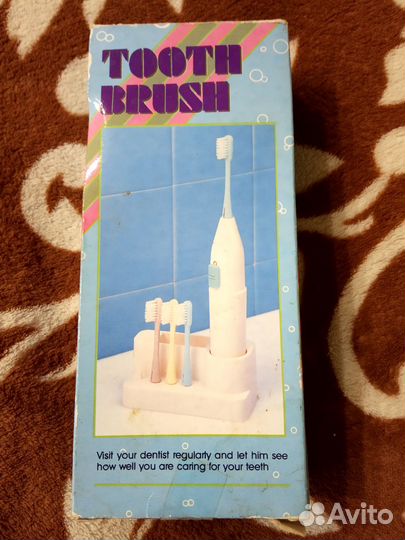 TOOTH
BRUSH
Visit your dentist regularly and let him see
how well you are caring for your teeth
Avito